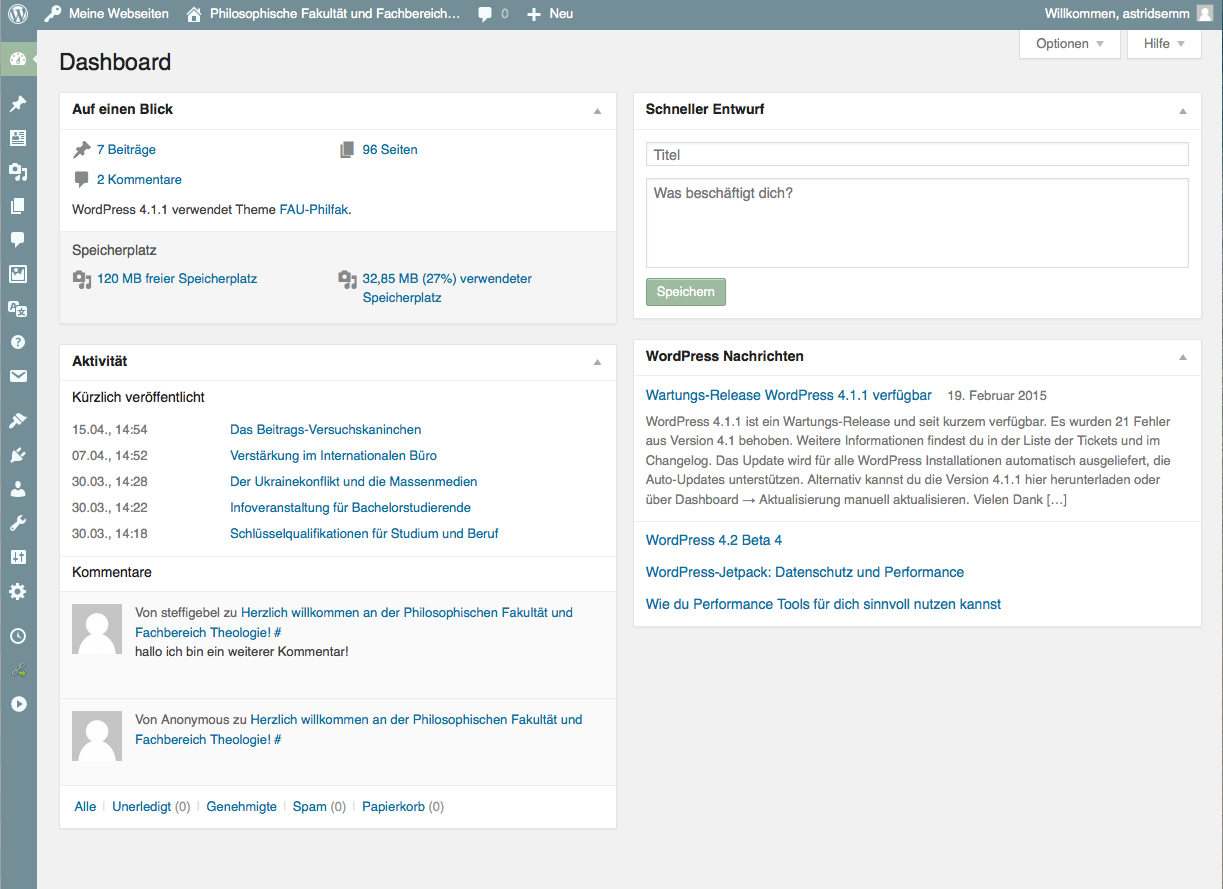 Meine Webseiten
Philosophische Fakultät und Fachbereich…
0
Neu
Willkommen, astridsemm
Optionen
Hilfe
Dashboard
Auf einen Blick
7 Beiträge
96 Seiten
2 Kommentare
WordPress 4.1.1 verwendet Theme FAU-Philfak.
Speicherplatz
120 MB freier Speicherplatz
32,85 MB (27%) verwendeter
Speicherplatz
Aktivität
Kürzlich veröffentlicht
15.04., 14:54 Das Beitrags-Versuchskaninchen
07.04., 14:52 Verstärkung im Internationalen Büro
30.03., 14:28 Der Ukrainekonflikt und die Massenmedien
30.03., 14:22 Infoveranstaltung für Bachelorstudierende
30.03., 14:18 Schlüsselqualifikationen für Studium und Beruf
Kommentare
Von steffigebel zu Herzlich willkommen an der Philosophischen Fakultät und
Fachbereich Theologie! #
hallo ich bin ein weiterer Kommentar!
Von Anonymous zu Herzlich willkommen an der Philosophischen Fakultät und
Fachbereich Theologie! #
Alle | Unerledigt (0) | Genehmigte | Spam (0) | Papierkorb (0)
Schneller Entwurf
Titel
Was beschäftigt dich?
Speichern
WordPress Nachrichten
Wartungs-Release WordPress 4.1.1 verfügbar 19. Februar 2015
WordPress 4.1.1 ist ein Wartungs-Release und seit kurzem verfügbar. Es wurden 21 Fehler
aus Version 4.1 behoben. Weitere Informationen findest du in der Liste der Tickets und im
Changelog. Das Update wird für alle WordPress Installationen automatisch ausgeliefert, die
Auto-Updates unterstützen. Alternativ kannst du die Version 4.1.1 hier herunterladen oder
über Dashboard → Aktualisierung manuell aktualisieren. Vielen Dank […]
WordPress 4.2 Beta 4
WordPress-Jetpack: Datenschutz und Performance
Wie du Performance Tools für dich sinnvoll nutzen kannst